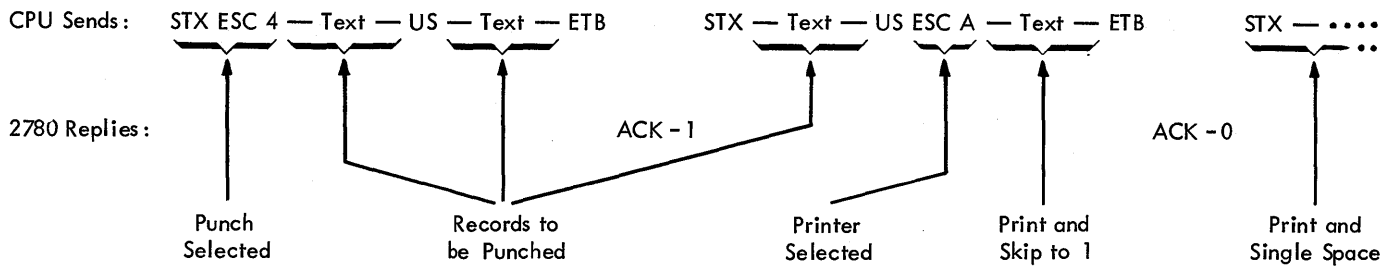 CPU Sends: STX ESC 4 — Text — US — Text — ETB STX — Text — US ESC A — Text — ETB STX — ....
2780 Replies: ACK -1 ACK -0
Punch Selected
Records to be Punched
Printer Selected
Print and Skip to 1
Print and Single Space